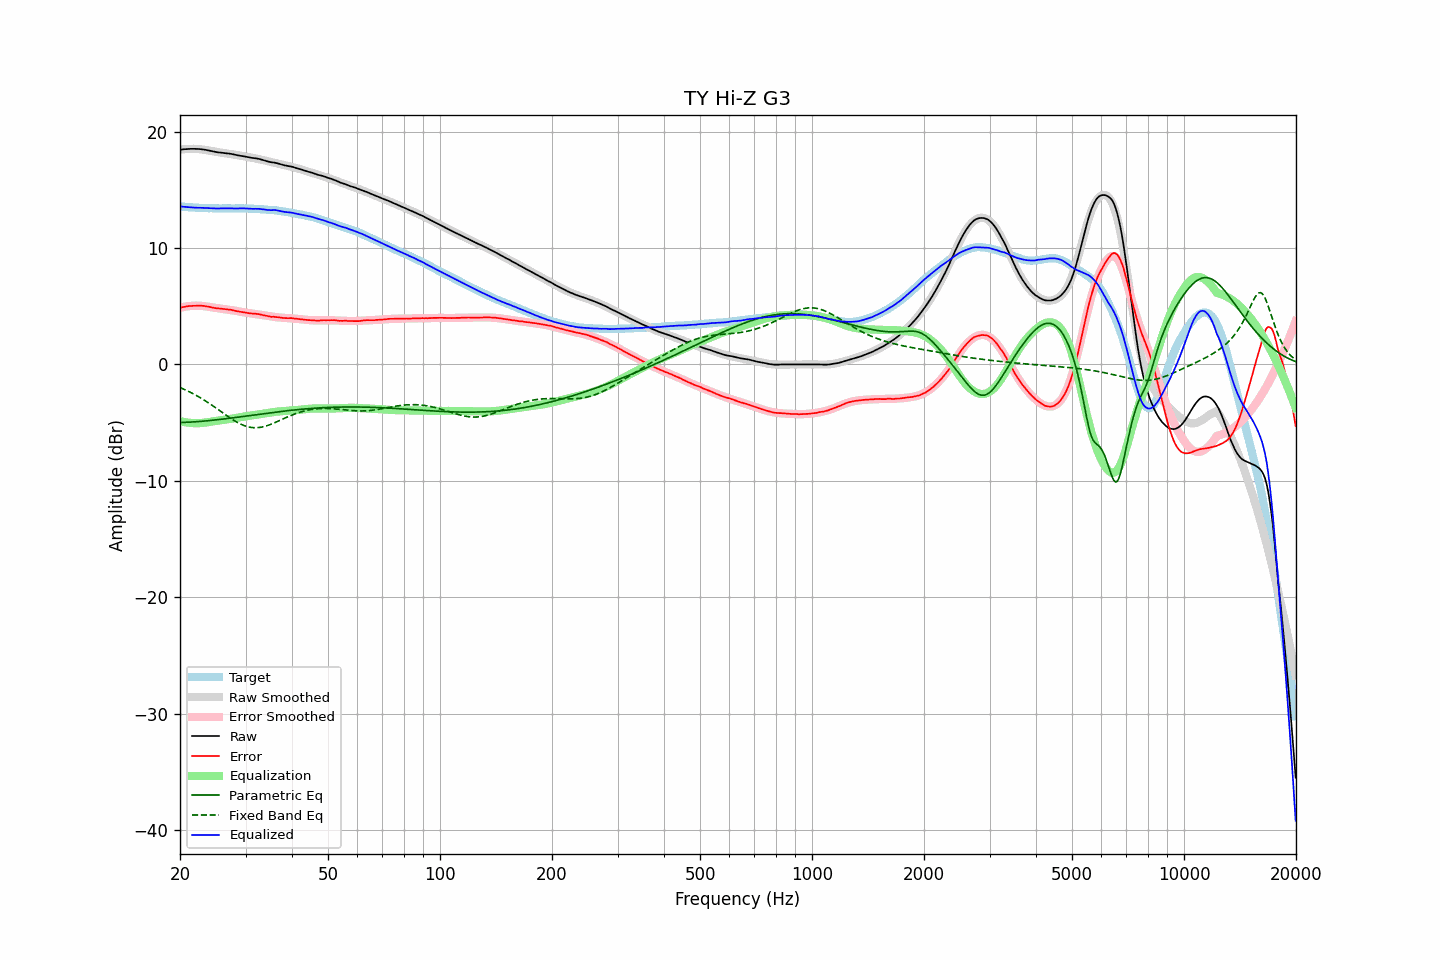 TY Hi-Z G3
Amplitude (dBr)
20
10
0
−10
−20
−30
−40
Target
Raw Smoothed
Error Smoothed
Raw
Error
Equalization
Parametric Eq
Fixed Band Eq
Equalized
20 50 100 200 500 1000 2000 5000 10000 20000
Frequency (Hz)